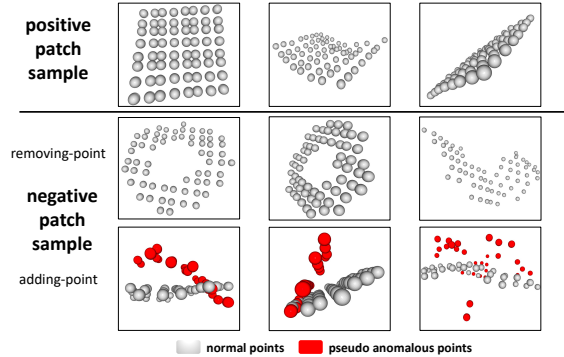 positive
patch
sample
removing-point
negative
patch
sample
adding-point
normal points
pseudo anomalous points